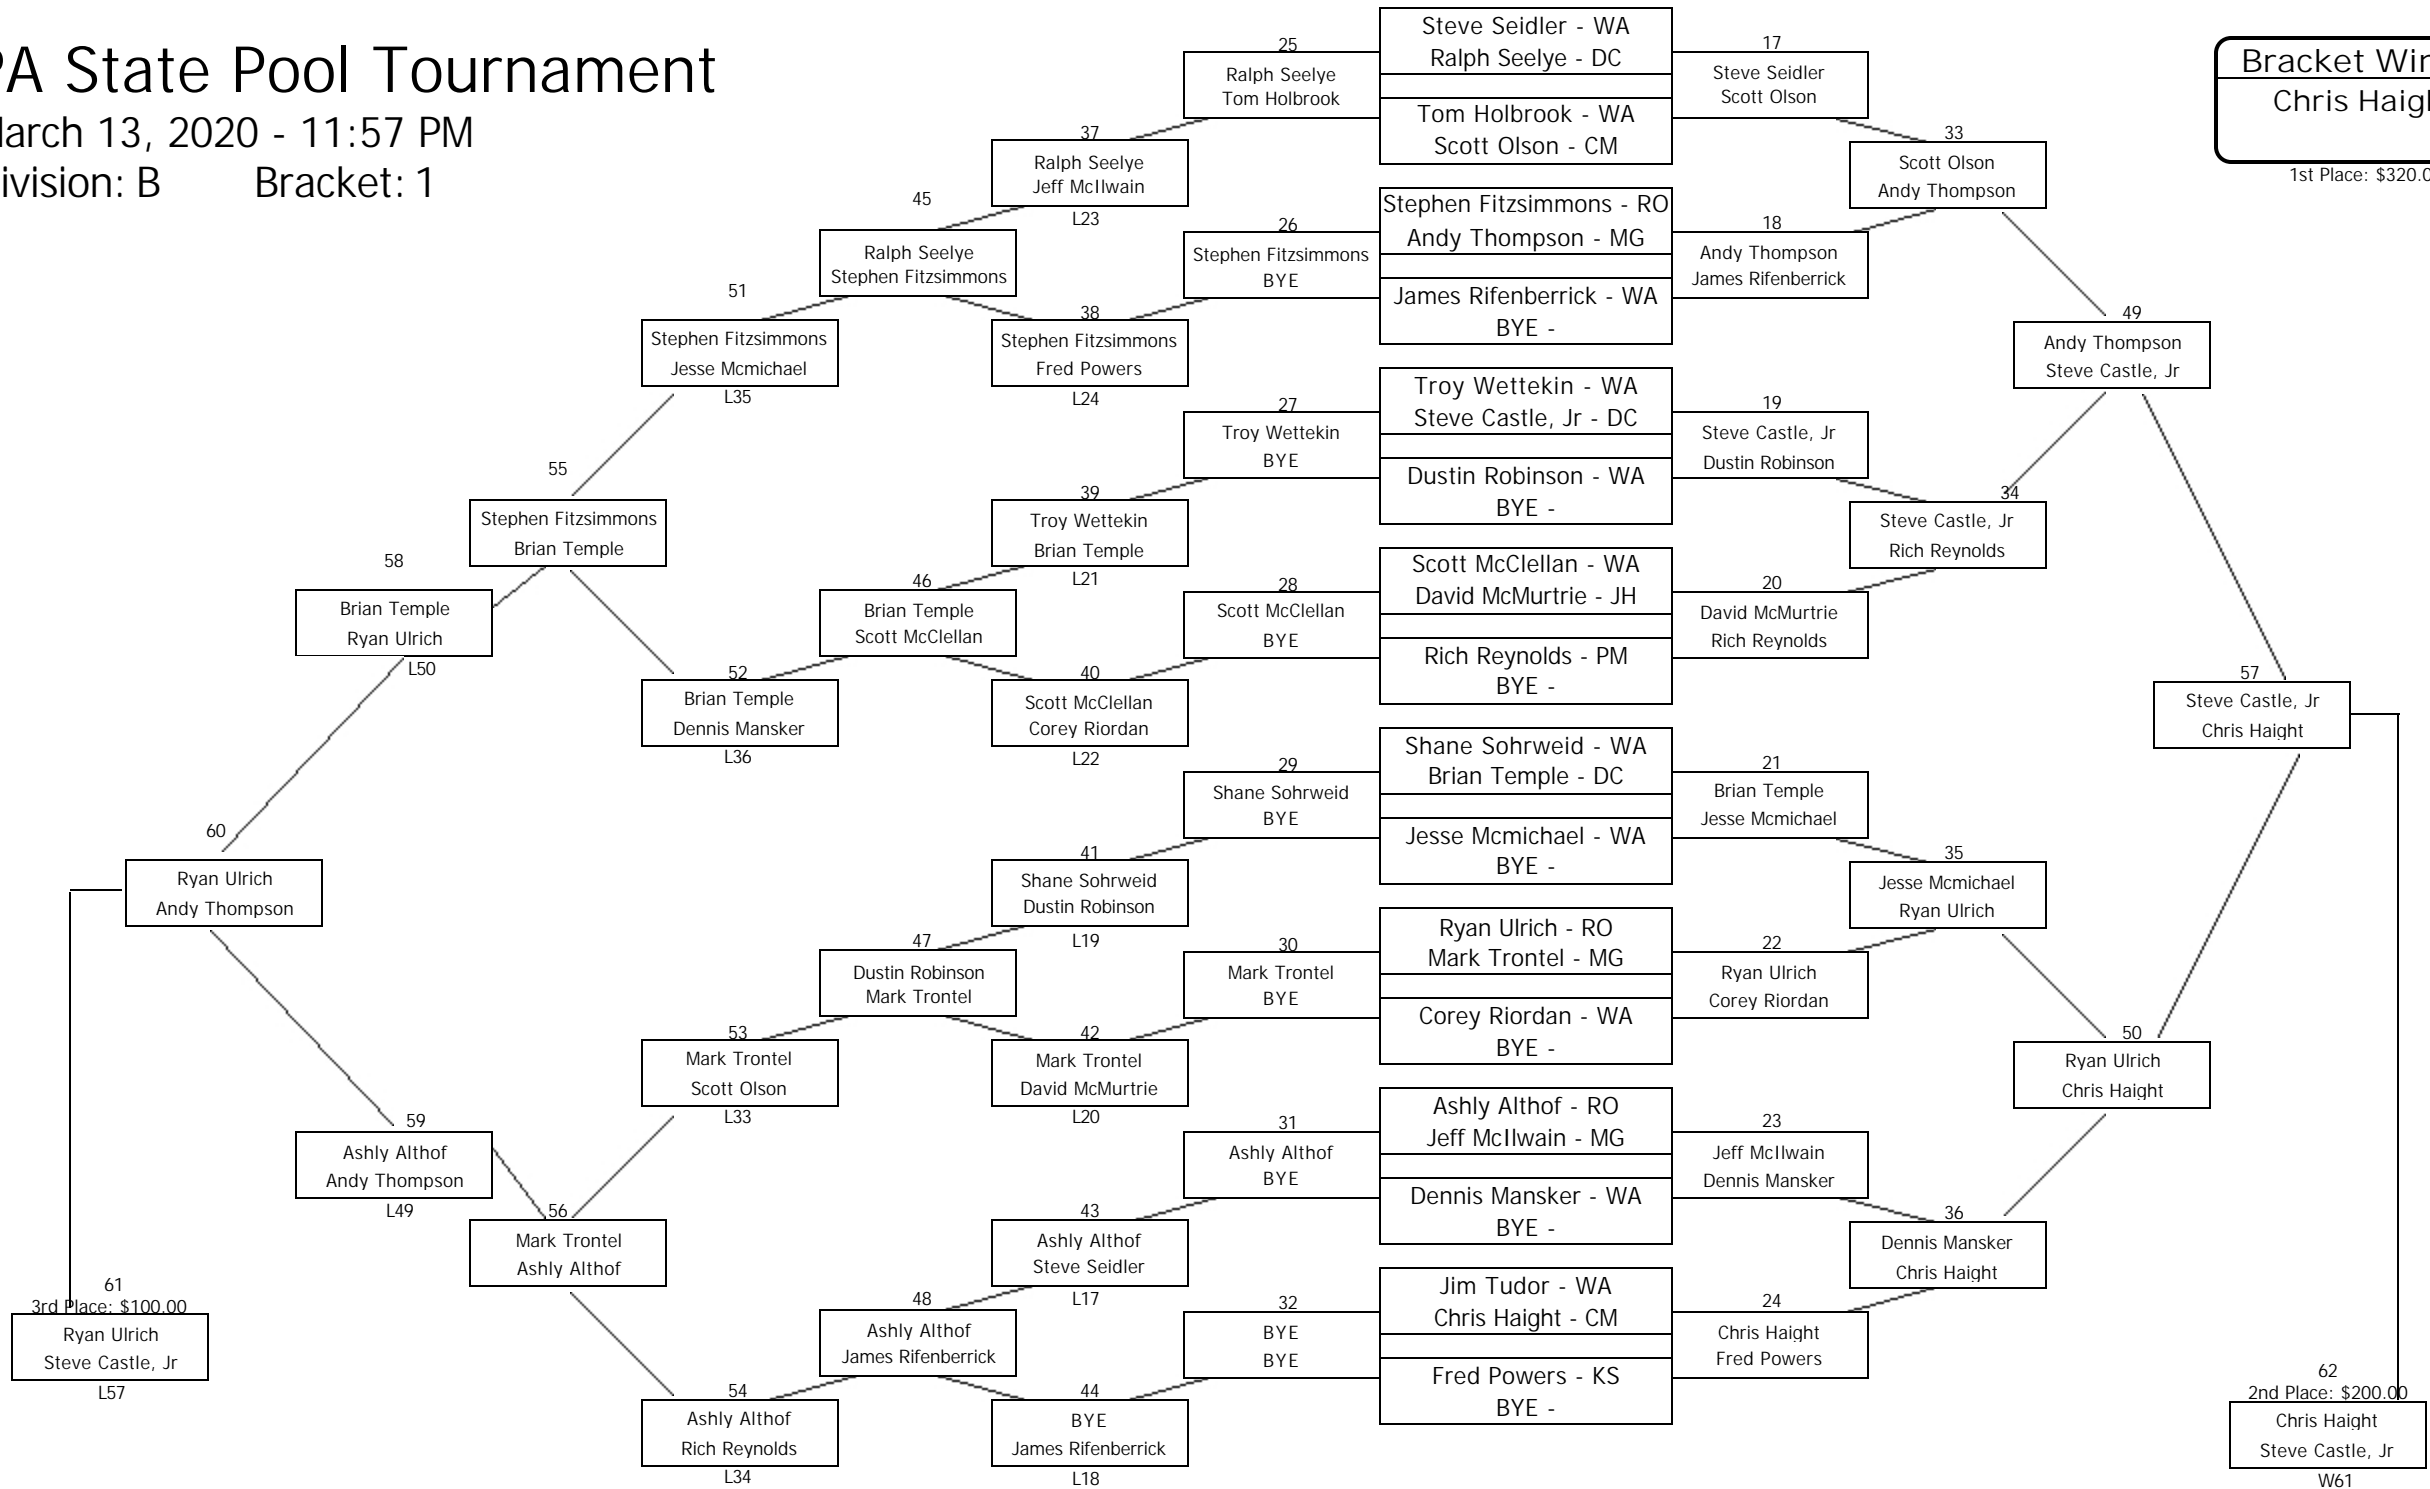 PA State Pool Tournament
March 13, 2020 - 11:57 PM
Division: B Bracket: 1
Bracket Win
Chris Haigh
1st Place: $320.0
Steve Seidler - WA
Ralph Seelye - DC
Tom Holbrook - WA
Scott Olson - CM
Stephen Fitzsimmons - RO
Andy Thompson - MG
James Rifenberrick - WA
BYE -
Troy Wettekin - WA
Steve Castle, Jr - DC
Dustin Robinson - WA
BYE -
Scott McClellan - WA
David McMurtrie - JH
Rich Reynolds - PM
BYE -
Shane Sohrweid - WA
Brian Temple - DC
Jesse Mcmichael - WA
BYE -
Ryan Ulrich - RO
Mark Trontel - MG
Corey Riordan - WA
BYE -
Ashly Althof - RO
Jeff McIlwain - MG
Dennis Mansker - WA
BYE -
Jim Tudor - WA
Chris Haight - CM
Fred Powers - KS
BYE -
17
Steve Seidler
Scott Olson
18
Andy Thompson
James Rifenberrick
19
Steve Castle, Jr
Dustin Robinson
20
David McMurtrie
Rich Reynolds
21
Brian Temple
Jesse Mcmichael
22
Ryan Ulrich
Corey Riordan
23
Jeff McIlwain
Dennis Mansker
24
Chris Haight
Fred Powers
25
Ralph Seelye
Tom Holbrook
26
Stephen Fitzsimmons
BYE
27
Troy Wettekin
BYE
28
Scott McClellan
BYE
29
Shane Sohrweid
BYE
30
Mark Trontel
BYE
31
Ashly Althof
BYE
32
BYE
BYE
33
Scott Olson
Andy Thompson
34
Steve Castle, Jr
Rich Reynolds
35
Jesse Mcmichael
Ryan Ulrich
36
Dennis Mansker
Chris Haight
37
Ralph Seelye
Jeff McIlwain
L23
38
Stephen Fitzsimmons
Fred Powers
L24
39
Troy Wettekin
Brian Temple
L21
40
Scott McClellan
Corey Riordan
L22
41
Shane Sohrweid
Dustin Robinson
L19
42
Mark Trontel
David McMurtrie
L20
43
Ashly Althof
Steve Seidler
L17
44
BYE
James Rifenberrick
L18
45
Ralph Seelye
Stephen Fitzsimmons
46
Brian Temple
Scott McClellan
47
Dustin Robinson
Mark Trontel
48
Ashly Althof
James Rifenberrick
49
Andy Thompson
Steve Castle, Jr
50
Ryan Ulrich
Chris Haight
51
Stephen Fitzsimmons
Jesse Mcmichael
L35
52
Brian Temple
Dennis Mansker
L36
53
Mark Trontel
Scott Olson
L33
54
Ashly Althof
Rich Reynolds
L34
55
Stephen Fitzsimmons
Brian Temple
56
Mark Trontel
Ashly Althof
57
Steve Castle, Jr
Chris Haight
58
Brian Temple
Ryan Ulrich
L50
59
Ashly Althof
Andy Thompson
L49
60
Ryan Ulrich
Andy Thompson
61
3rd Place: $100.00
Ryan Ulrich
Steve Castle, Jr
L57
62
2nd Place: $200.00
Chris Haight
Steve Castle, Jr
W61